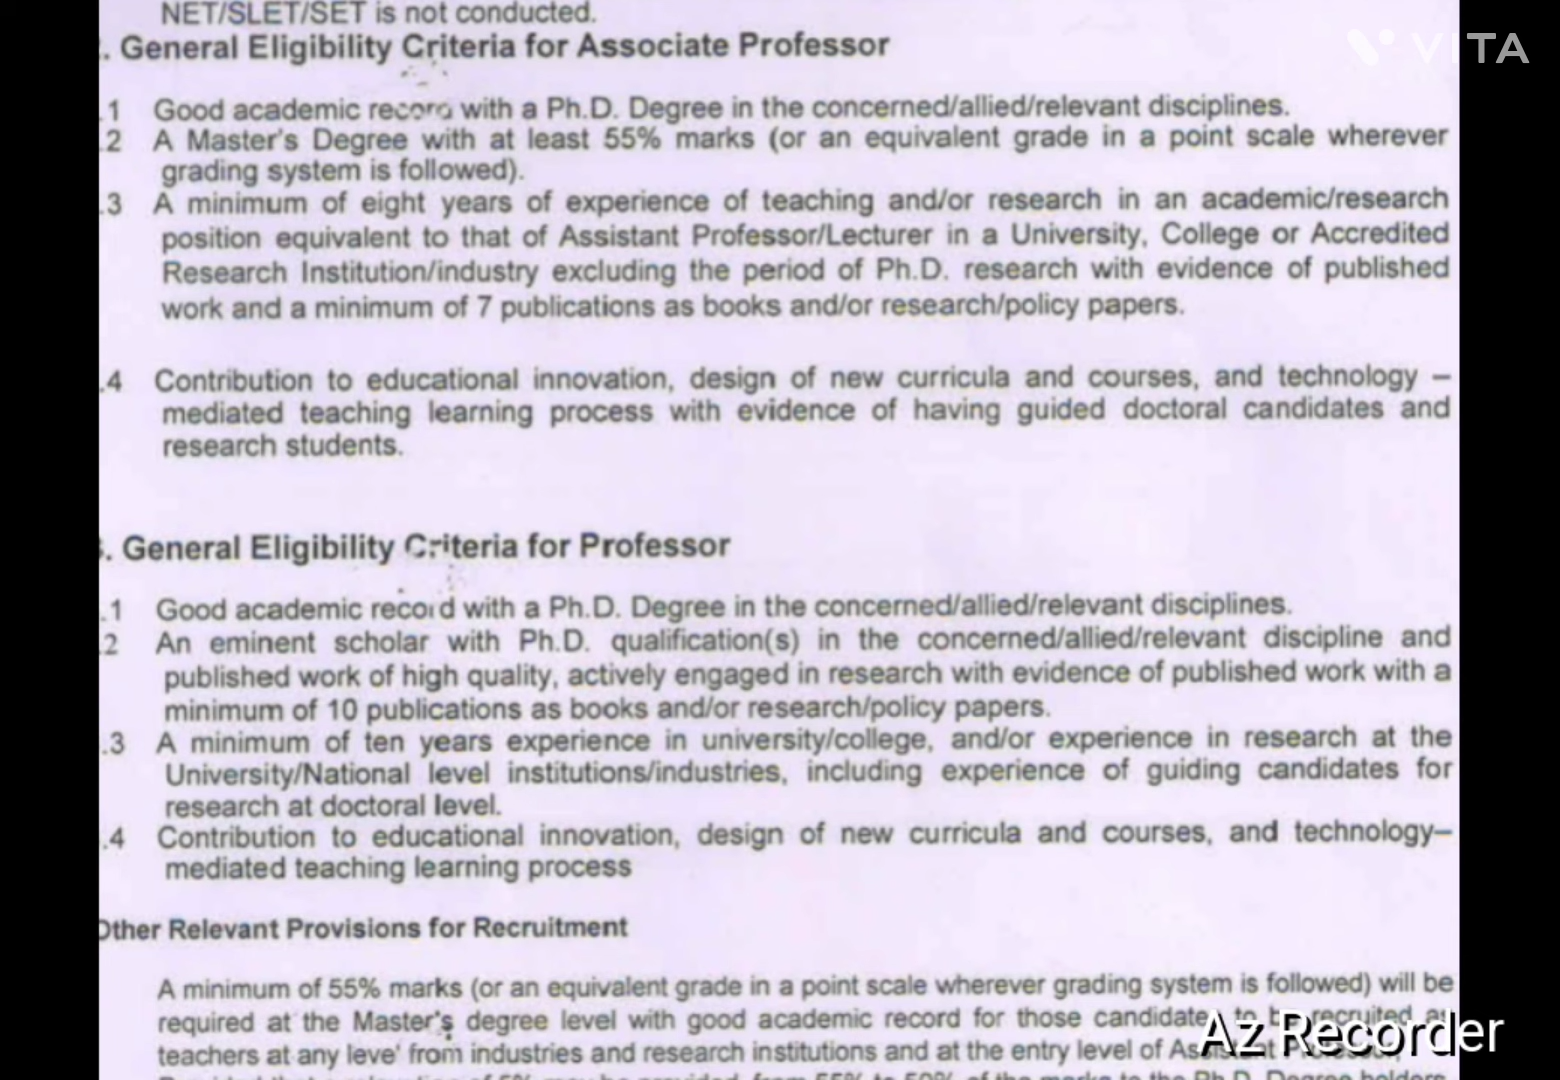 NET/SLET/SET is not conducted.
. General Eligibility Criteria for Associate Professor
VITA
.1 Good academic record with a Ph.D. Degree in the concerned/allied/relevant disciplines.
.2 A Master's Degree with at least 55% marks (or an equivalent grade in a point scale wherever
grading system is followed).
.3 A minimum of eight years of experience of teaching and/or research in an academic/research
position equivalent to that of Assistant Professor/Lecturer in a University, College or Accredited
Research Institution/industry excluding the period of Ph.D. research with evidence of published
work and a minimum of 7 publications as books and/or research/policy papers.
.4 Contribution to educational innovation, design of new curricula and courses, and technology –
mediated teaching learning process with evidence of having guided doctoral candidates and
research students.
. General Eligibility Criteria for Professor
.1 Good academic record with a Ph.D. Degree in the concerned/allied/relevant disciplines.
.2 An eminent scholar with Ph.D. qualification(s) in the concerned/allied/relevant discipline and
published work of high quality, actively engaged in research with evidence of published work with a
minimum of 10 publications as books and/or research/policy papers.
.3 A minimum of ten years experience in university/college, and/or experience in research at the
University/National level institutions/industries, including experience of guiding candidates for
research at doctoral level.
.4 Contribution to educational innovation, design of new curricula and courses, and technology–
mediated teaching learning process
Other Relevant Provisions for Recruitment
A minimum of 55% marks (or an equivalent grade in a point scale wherever grading system is followed) will be
required at the Master's degree level with good academic record for those candidates to be recruited as
teachers at any level from industries and research institutions and at the entry level of
Az Recorder